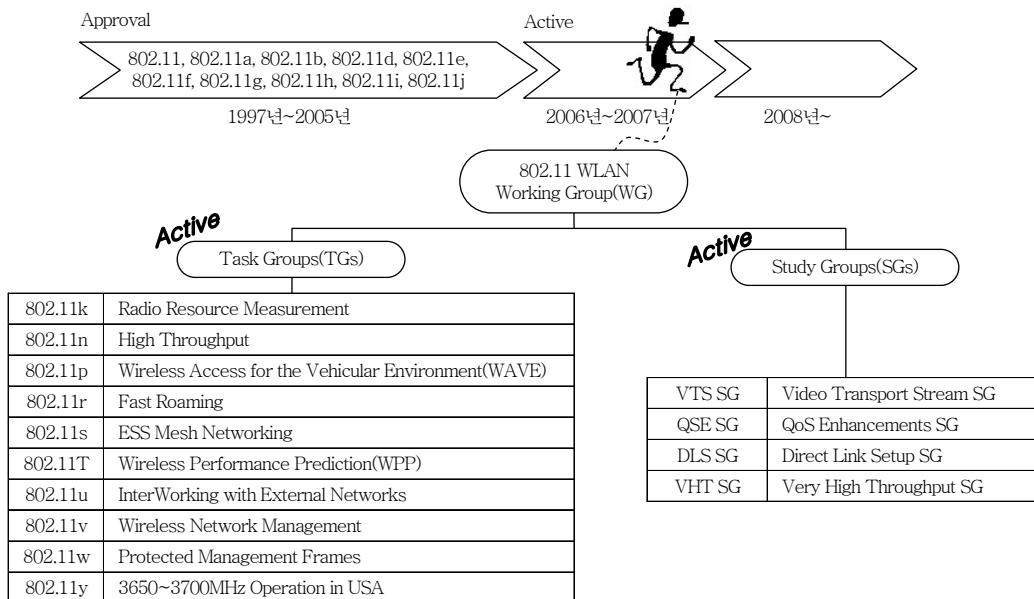 Approval
Active
802.11, 802.11a, 802.11b, 802.11d, 802.11e,
802.11f, 802.11g, 802.11h, 802.11i, 802.11j
1997년~2005년
2006년~2007년
2008년~
802.11 WLAN
Working Group(WG)
Active
Task Groups(TGs)
802.11k Radio Resource Measurement
802.11n High Throughput
802.11p Wireless Access for the Vehicular Environment(WAVE)
802.11r Fast Roaming
802.11s ESS Mesh Networking
802.11T Wireless Performance Prediction(WPP)
802.11u InterWorking with External Networks
802.11v Wireless Network Management
802.11w Protected Management Frames
802.11y 3650~3700MHz Operation in USA
Active
Study Groups(SGs)
VTS SG Video Transport Stream SG
QSE SG QoS Enhancements SG
DLS SG Direct Link Setup SG
VHT SG Very High Throughput SG